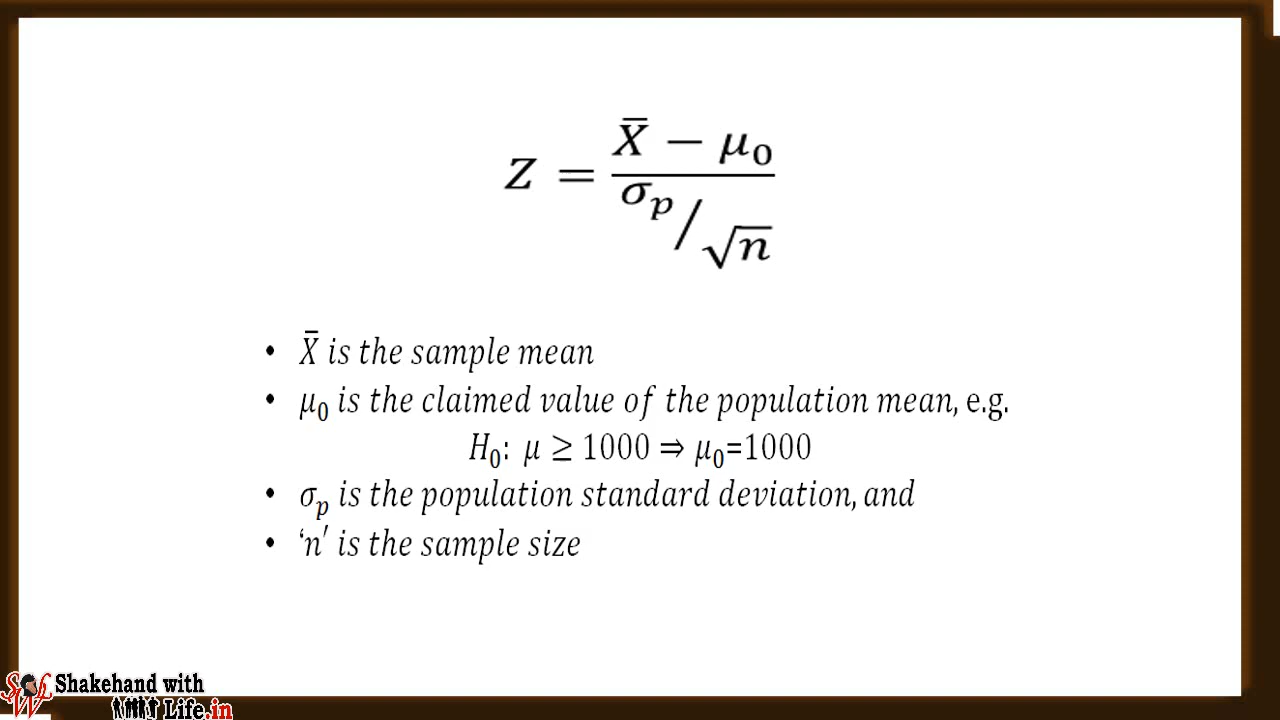 Z = X̄ − μ₀ / σₚ/√n
• X̄ is the sample mean
• μ₀ is the claimed value of the population mean, e.g.
H₀: μ ≥ 1000 ⇒ μ₀=1000
• σₚ is the population standard deviation, and
• ‘n′ is the sample size
SWL Shakehand with
Life.in